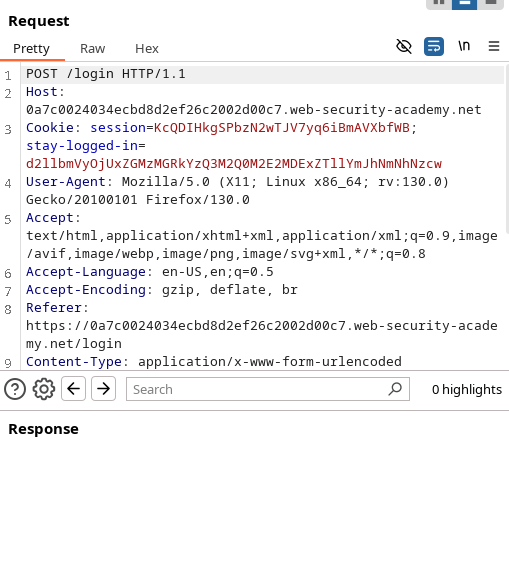 Request
Pretty Raw Hex \n
1 POST /login HTTP/1.1
2 Host:
0a7c0024034ecbd8d2ef26c2002d00c7.web-security-academy.net
3 Cookie: session=KcQDIHkgSPbzN2wTJV7yq6iBmAVXbfWB;
stay-logged-in=
d2llbmVyOjUxZGMzMGRkYzQ3M2Q0M2E2MDExZTllYmJhNmNhNzcw
4 User-Agent: Mozilla/5.0 (X11; Linux x86_64; rv:130.0)
Gecko/20100101 Firefox/130.0
5 Accept:
text/html,application/xhtml+xml,application/xml;q=0.9,image
/avif,image/webp,image/png,image/svg+xml,*/*;q=0.8
6 Accept-Language: en-US,en;q=0.5
7 Accept-Encoding: gzip, deflate, br
8 Referer:
https://0a7c0024034ecbd8d2ef26c2002d00c7.web-security-acade
my.net/login
9 Content-Type: application/x-www-form-urlencoded
Search 0 highlights
Response